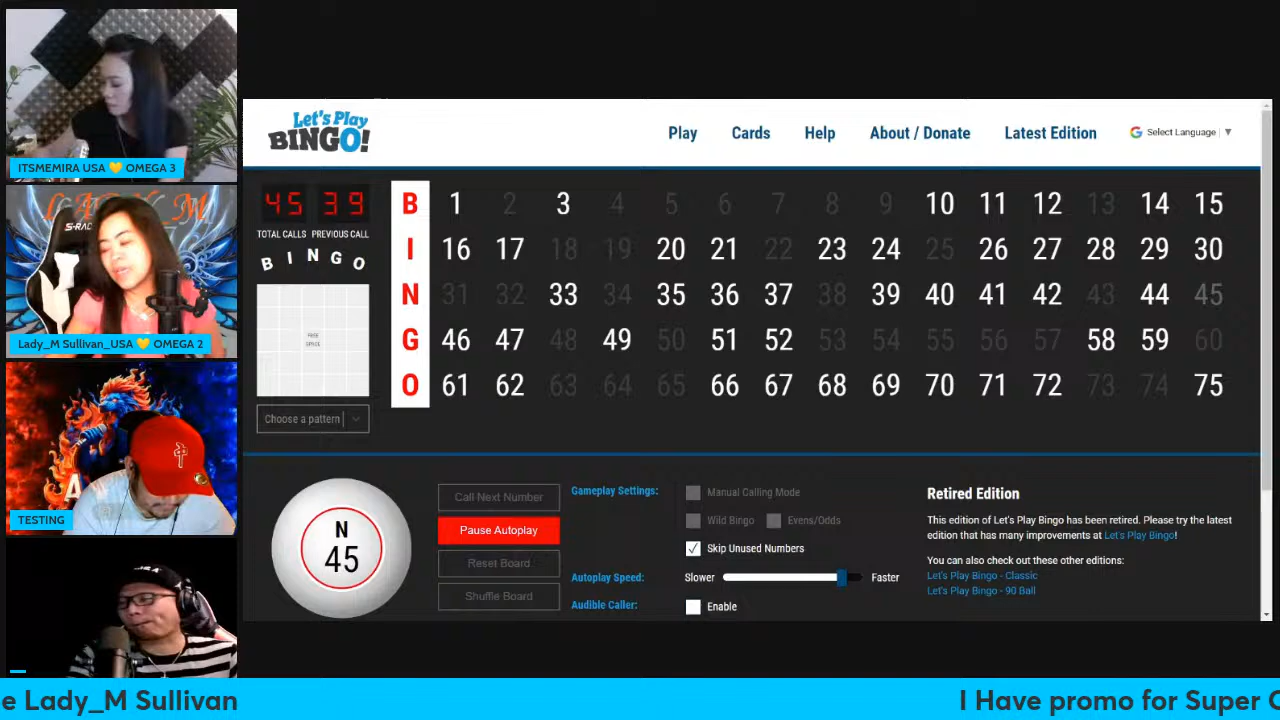 ITSMEMIRA USA 💛 OMEGA 3
Lady_M Sullivan_USA 💛 OMEGA 2
TESTING
Let's Play
BINGO!
Play Cards Help About / Donate Latest Edition Select Language ▼
45 39
TOTAL CALLS PREVIOUS CALL
B I N G O
FREE
SPACE
Choose a pattern
B 1 2 3 4 5 6 7 8 9 10 11 12 13 14 15
I 16 17 18 19 20 21 22 23 24 25 26 27 28 29 30
N 31 32 33 34 35 36 37 38 39 40 41 42 43 44 45
G 46 47 48 49 50 51 52 53 54 55 56 57 58 59 60
O 61 62 63 64 65 66 67 68 69 70 71 72 73 74 75
N
45
Call Next Number
Pause Autoplay
Reset Board
Shuffle Board
Gameplay Settings:
Manual Calling Mode
Wild Bingo Evens/Odds
Skip Unused Numbers
Autoplay Speed: Slower Faster
Audible Caller: Enable
Retired Edition
This edition of Let's Play Bingo has been retired. Please try the latest
edition that has many improvements at Let's Play Bingo!
You can also check out these other editions:
Let's Play Bingo - Classic
Let's Play Bingo - 90 Ball
e Lady_M Sullivan
I Have promo for Super